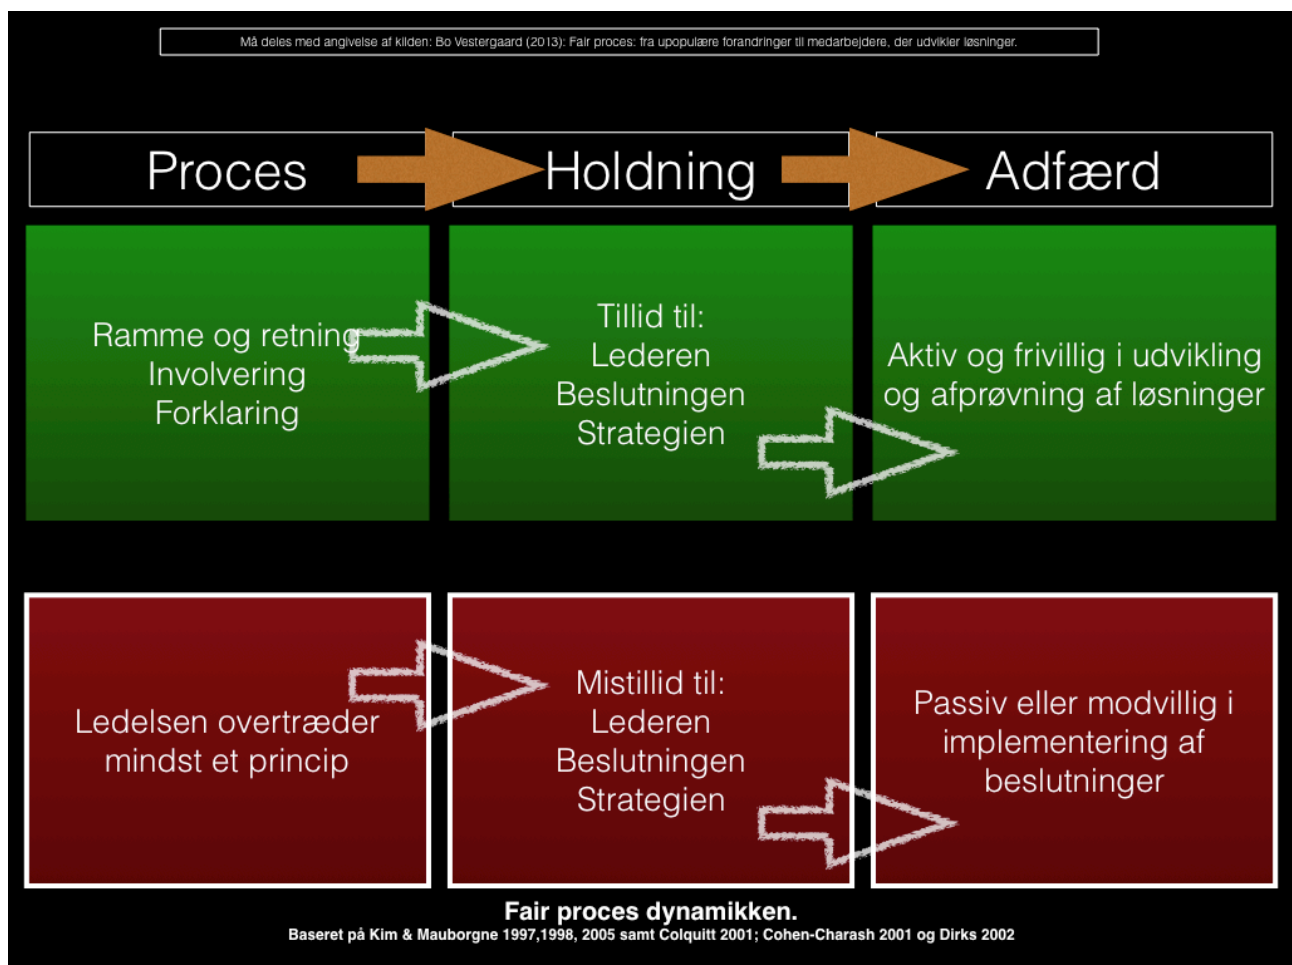 Må deles med angivelse af kilden: Bo Vestergaard (2013): Fair proces: fra upopulære forandringer til medarbejdere, der udvikler løsninger.
Proces
Holdning
Adfærd
Ramme og retning
Involvering
Forklaring
Tillid til:
Lederen
Beslutningen
Strategien
Aktiv og frivillig i udvikling
og afprøvning af løsninger
Ledelsen overtræder
mindst et princip
Mistillid til:
Lederen
Beslutningen
Strategien
Passiv eller modvillig i
implementering af
beslutninger
Fair proces dynamikken.
Baseret på Kim & Mauborgne 1997,1998, 2005 samt Colquitt 2001; Cohen-Charash 2001 og Dirks 2002